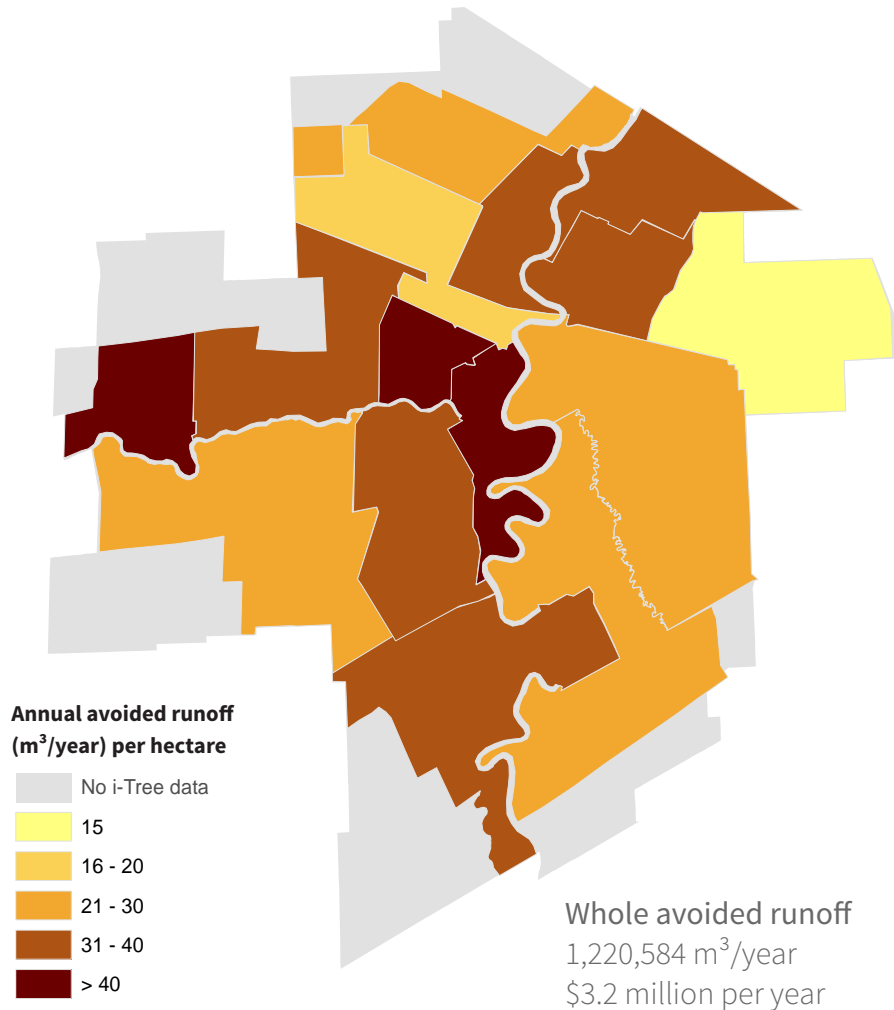 Annual avoided runoff
(m³/year) per hectare
No i-Tree data
15
16 - 20
21 - 30
31 - 40
> 40
Whole avoided runoff
1,220,584 m³/year
$3.2 million per year